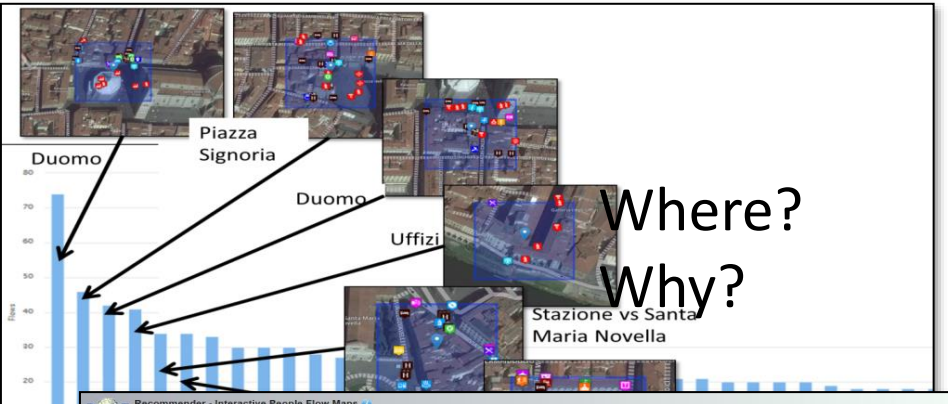 Duomo
Piazza
Signoria
Duomo
Uffizi
Where?
Why?
Stazione vs Santa
Maria Novella
80
70
60
50
40
30
20
Flows
Recommender - Interactive People Flow Maps